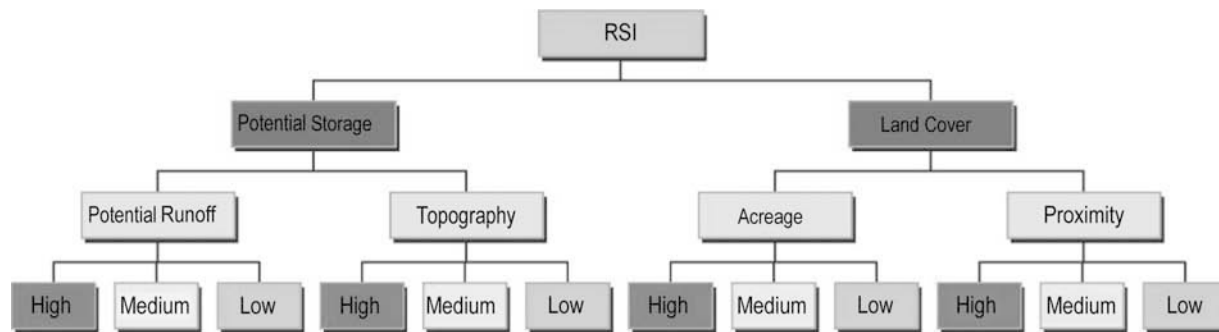 RSI
Potential Storage
Land Cover
Potential Runoff
Topography
Acreage
Proximity
High
Medium
Low
High
Medium
Low
High
Medium
Low
High
Medium
Low